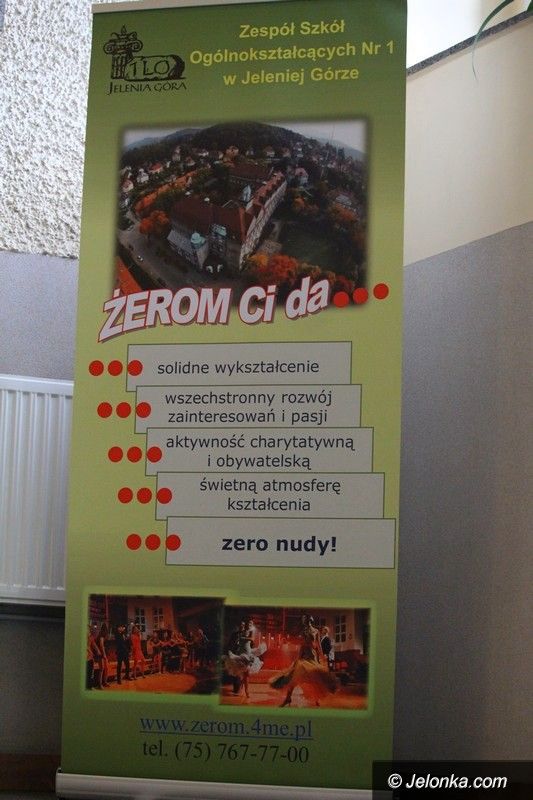 1 LO
JELENIA GÓRA
Zespół Szkół
Ogólnokształcących Nr 1
w Jeleniej Górze
ŻEROM Ci da...
solidne wykształcenie
wszechstronny rozwój
zainteresowań i pasji
aktywność charytatywną
i obywatelską
świetną atmosferę
kształcenia
zero nudy!
www.zerom.4me.pl
tel. (75) 767-77-00
© Jelonka.com